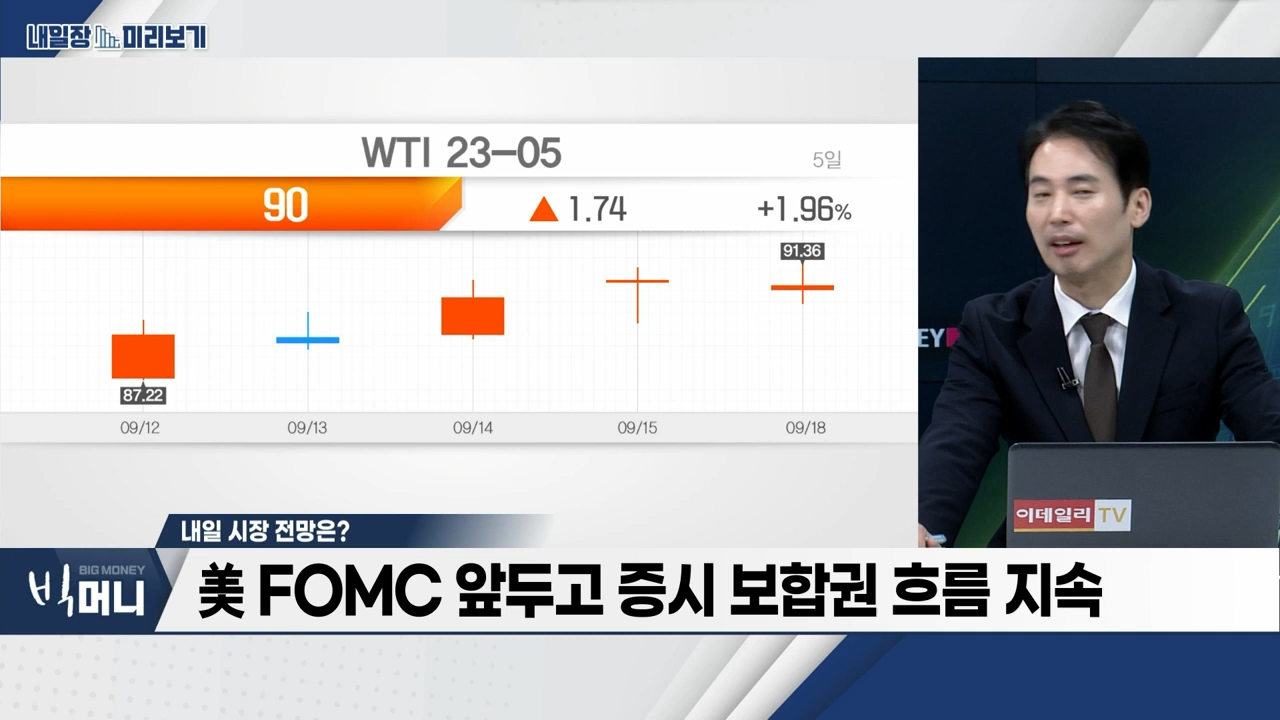 내일장 미리보기
WTI 23-05
5일
90
▲ 1.74
+1.96%
91.36
87.22
09/12
09/13
09/14
09/15
09/18
EY
이데일리 TV
내일 시장 전망은?
BIG MONEY
빅머니
美 FOMC 앞두고 증시 보합권 흐름 지속